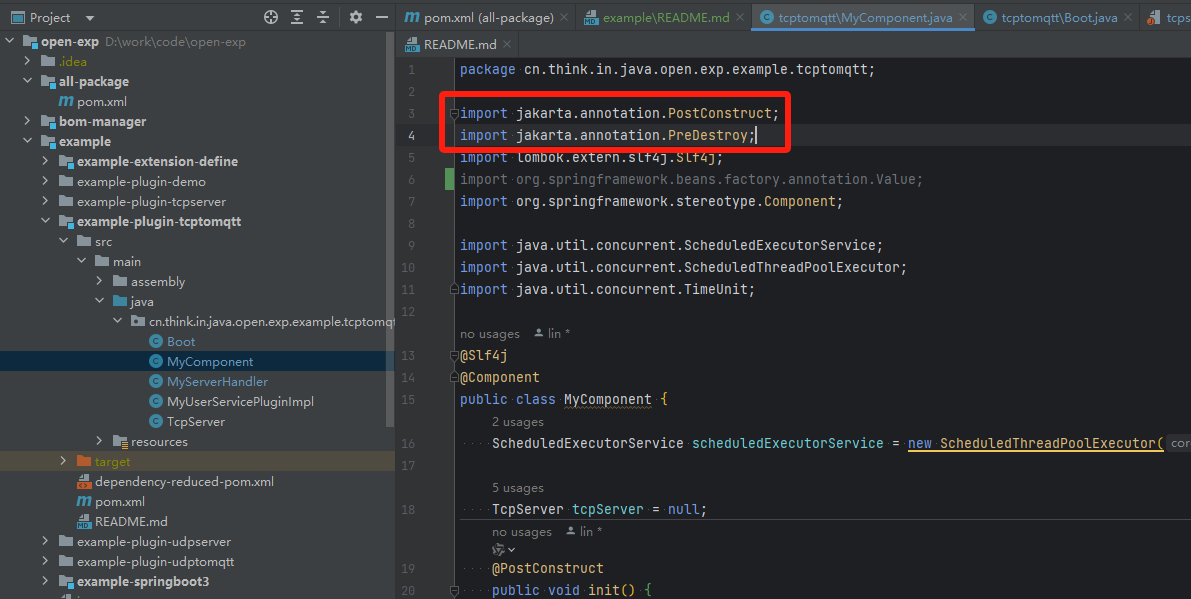 Project
open-exp D:\work\code\open-exp
.idea
all-package
pom.xml
bom-manager
example
example-extension-define
example-plugin-demo
example-plugin-tcpserver
example-plugin-tcptomqtt
src
main
assembly
java
cn.think.in.java.open.exp.example.tcptomqt
Boot
MyComponent
MyServerHandler
MyUserServicePluginImpl
TcpServer
resources
target
dependency-reduced-pom.xml
pom.xml
README.md
example-plugin-udpserver
example-plugin-udptomqtt
example-springboot3
pom.xml (all-package) example\README.md tcptomqtt\MyComponent.java tcptomqtt\Boot.java tcps
README.md
1 package cn.think.in.java.open.exp.example.tcptomqtt;
2
3 import jakarta.annotation.PostConstruct;
4 import jakarta.annotation.PreDestroy;
5 import lombok.extern.slf4j.Slf4j;
6 import org.springframework.beans.factory.annotation.Value;
7 import org.springframework.stereotype.Component;
8
9 import java.util.concurrent.ScheduledExecutorService;
10 import java.util.concurrent.ScheduledThreadPoolExecutor;
11 import java.util.concurrent.TimeUnit;
12
no usages lin *
13 @Slf4j
14 @Component
15 public class MyComponent {
2 usages
16 ScheduledExecutorService scheduledExecutorService = new ScheduledThreadPoolExecutor( cor
17
5 usages
18 TcpServer tcpServer = null;
no usages lin *
19 @PostConstruct
20 public void init() {